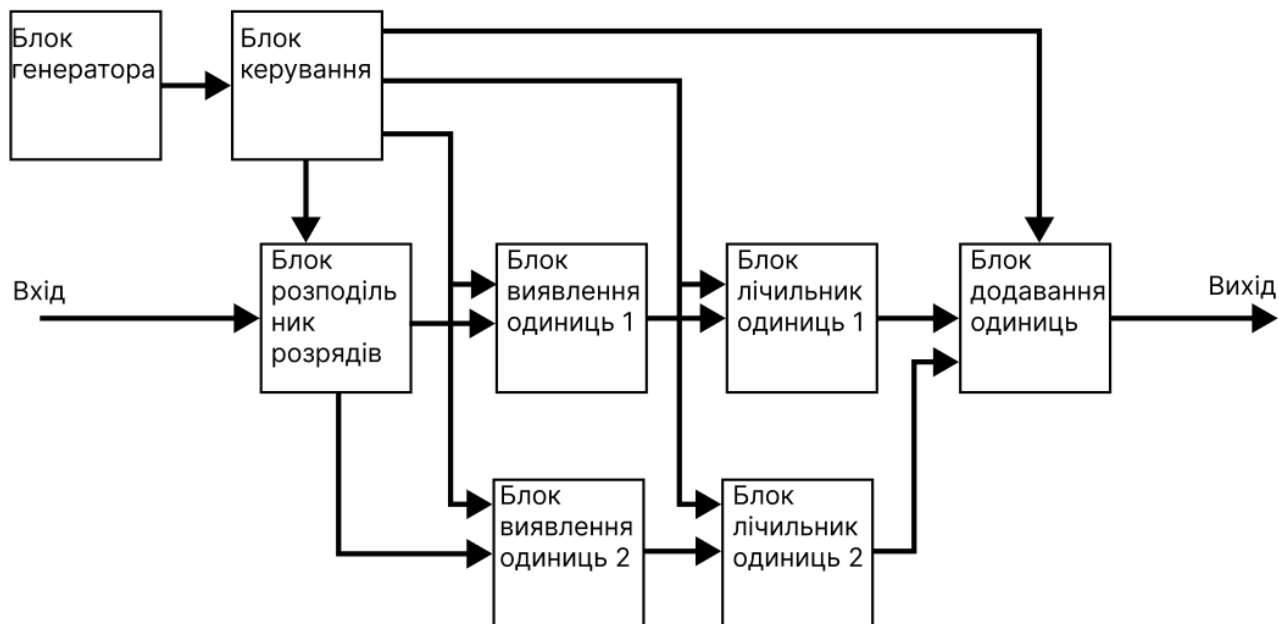 Блок
генератора
Блок
керування
Вхід
Блок
розподіль
ник
розрядів
Блок
виявлення
одиниць 1
Блок
лічильник
одиниць 1
Блок
додавання
одиниць
Вихід
Блок
виявлення
одиниць 2
Блок
лічильник
одиниць 2